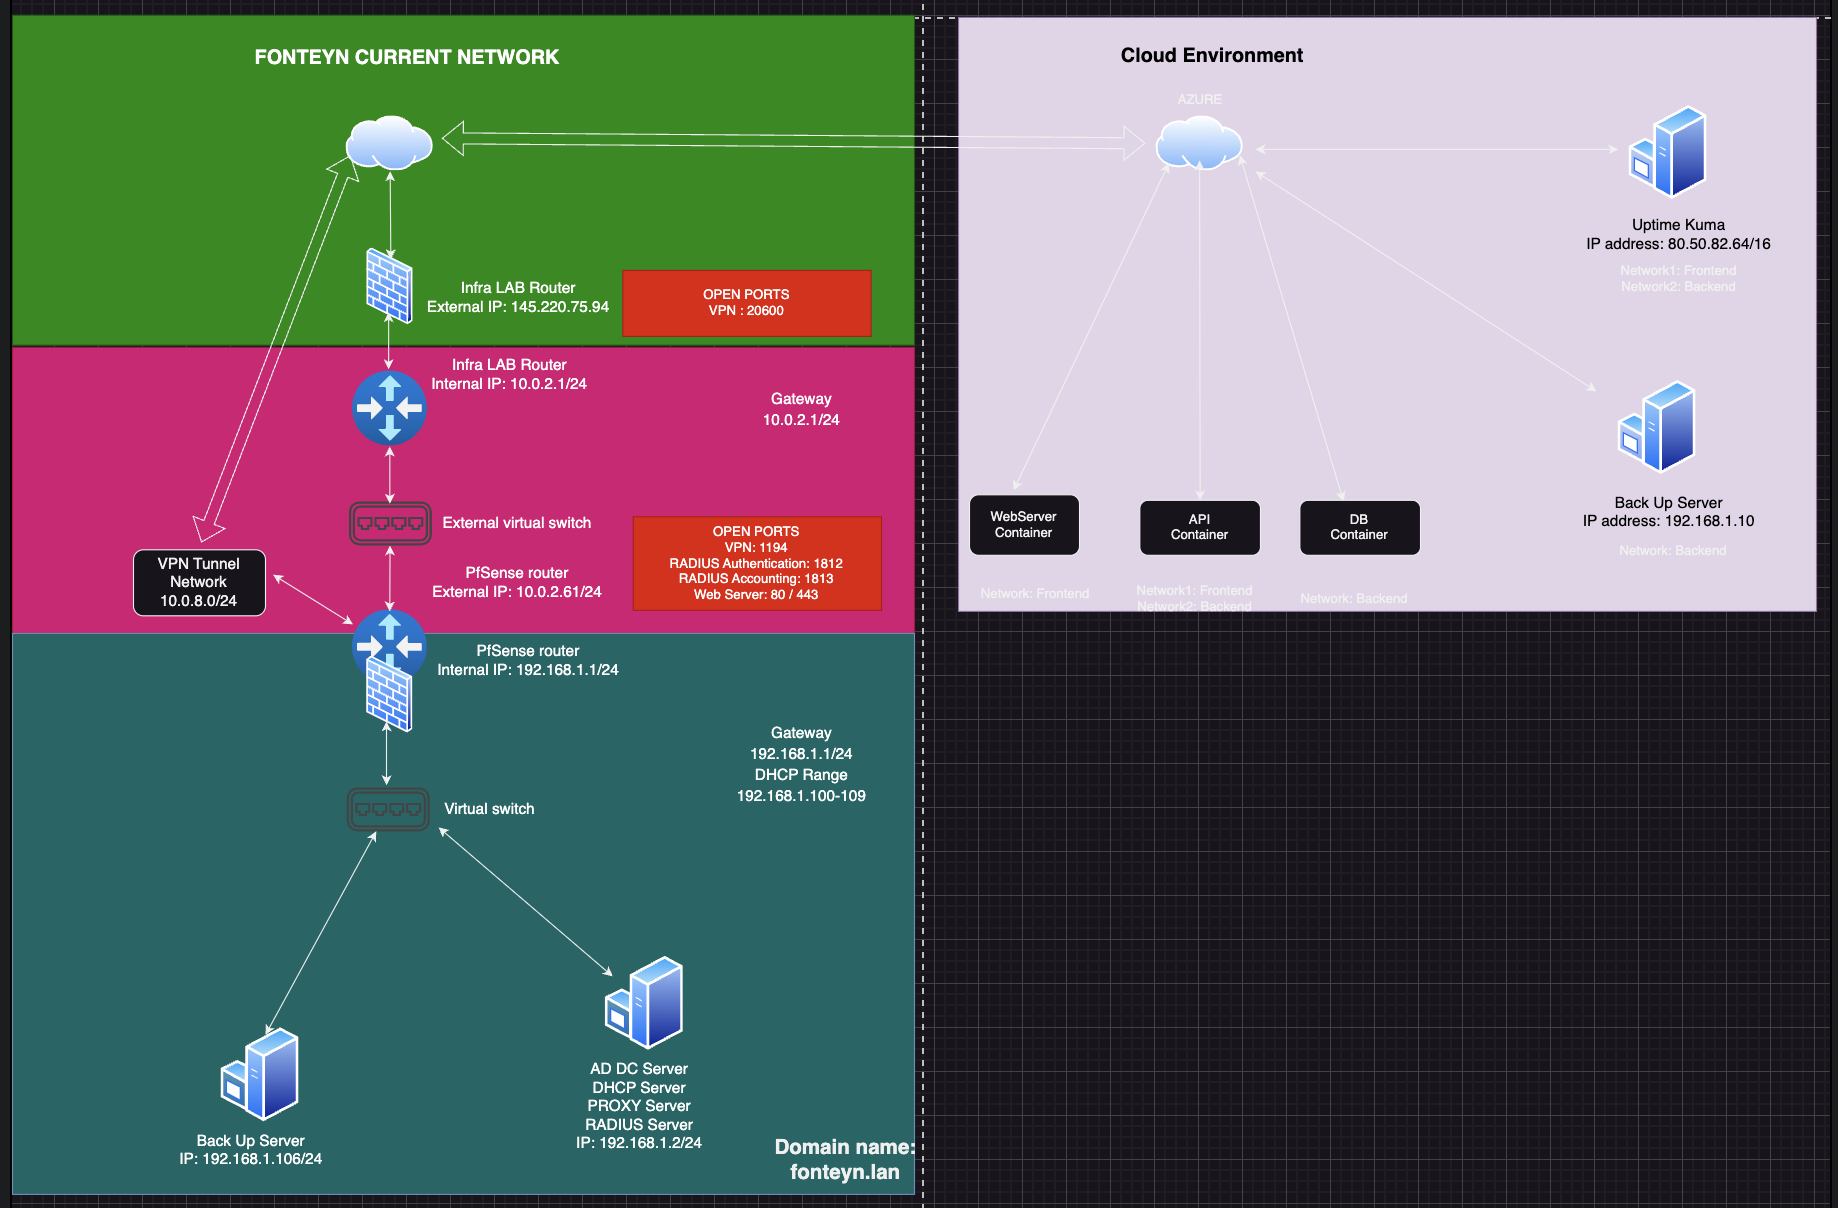 FONTEYN CURRENT NETWORK
Infra LAB Router
External IP: 145.220.75.94
OPEN PORTS
VPN : 20600
Infra LAB Router
Internal IP: 10.0.2.1/24
Gateway
10.0.2.1/24
External virtual switch
OPEN PORTS
VPN: 1194
RADIUS Authentication: 1812
RADIUS Accounting: 1813
Web Server: 80 / 443
VPN Tunnel
Network
10.0.8.0/24
PfSense router
External IP: 10.0.2.61/24
PfSense router
Internal IP: 192.168.1.1/24
Gateway
192.168.1.1/24
DHCP Range
192.168.1.100-109
Virtual switch
AD DC Server
DHCP Server
PROXY Server
RADIUS Server
IP: 192.168.1.2/24
Back Up Server
IP: 192.168.1.106/24
Domain name:
fonteyn.lan
Cloud Environment
AZURE
Uptime Kuma
IP address: 80.50.82.64/16
Network1: Frontend
Network2: Backend
Back Up Server
IP address: 192.168.1.10
Network: Backend
WebServer
Container
Network: Frontend
API
Container
Network1: Frontend
Network2: Backend
DB
Container
Network: Backend